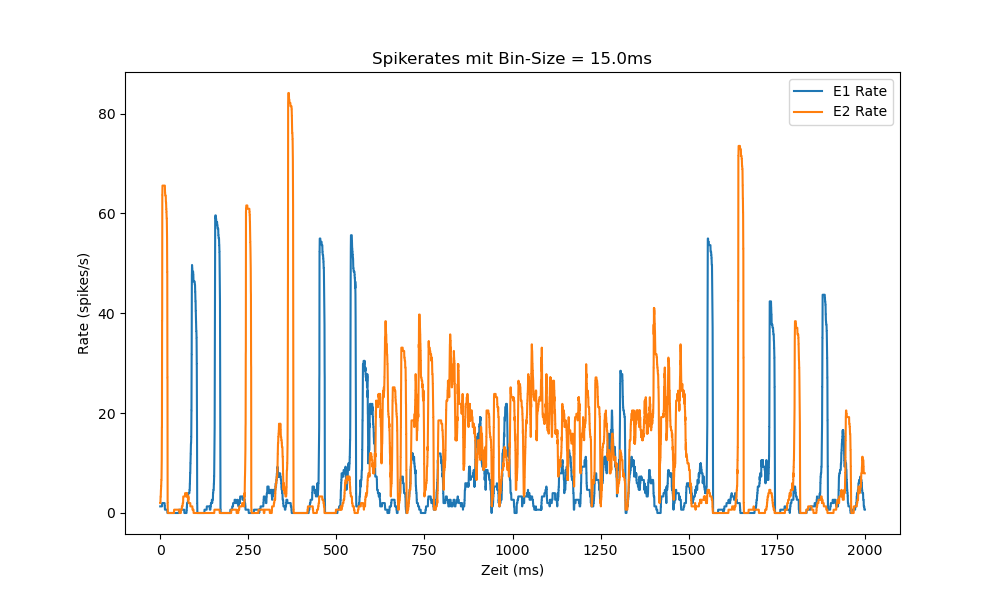 Spikerates mit Bin-Size = 15.0ms
E1 Rate
E2 Rate
80
60
40
20
0
Rate (spikes/s)
0 250 500 750 1000 1250 1500 1750 2000
Zeit (ms)